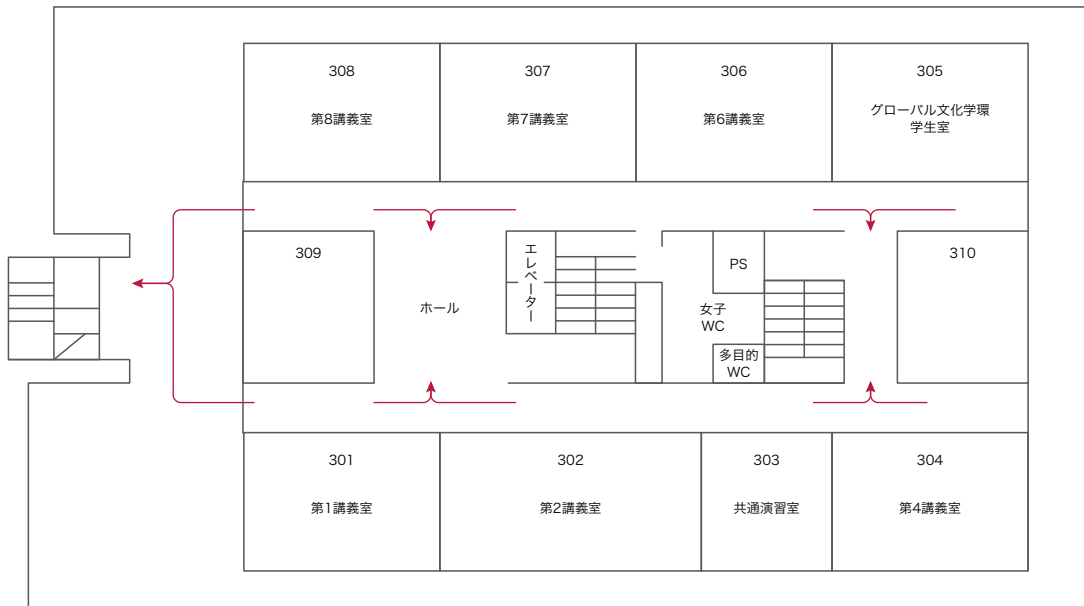 308
第8講義室
307
第7講義室
306
第6講義室
305
グローバル文化学環
学生室
309
ホール
エレベーター
PS
女子
WC
多目的
WC
310
301
第1講義室
302
第2講義室
303
共通演習室
304
第4講義室